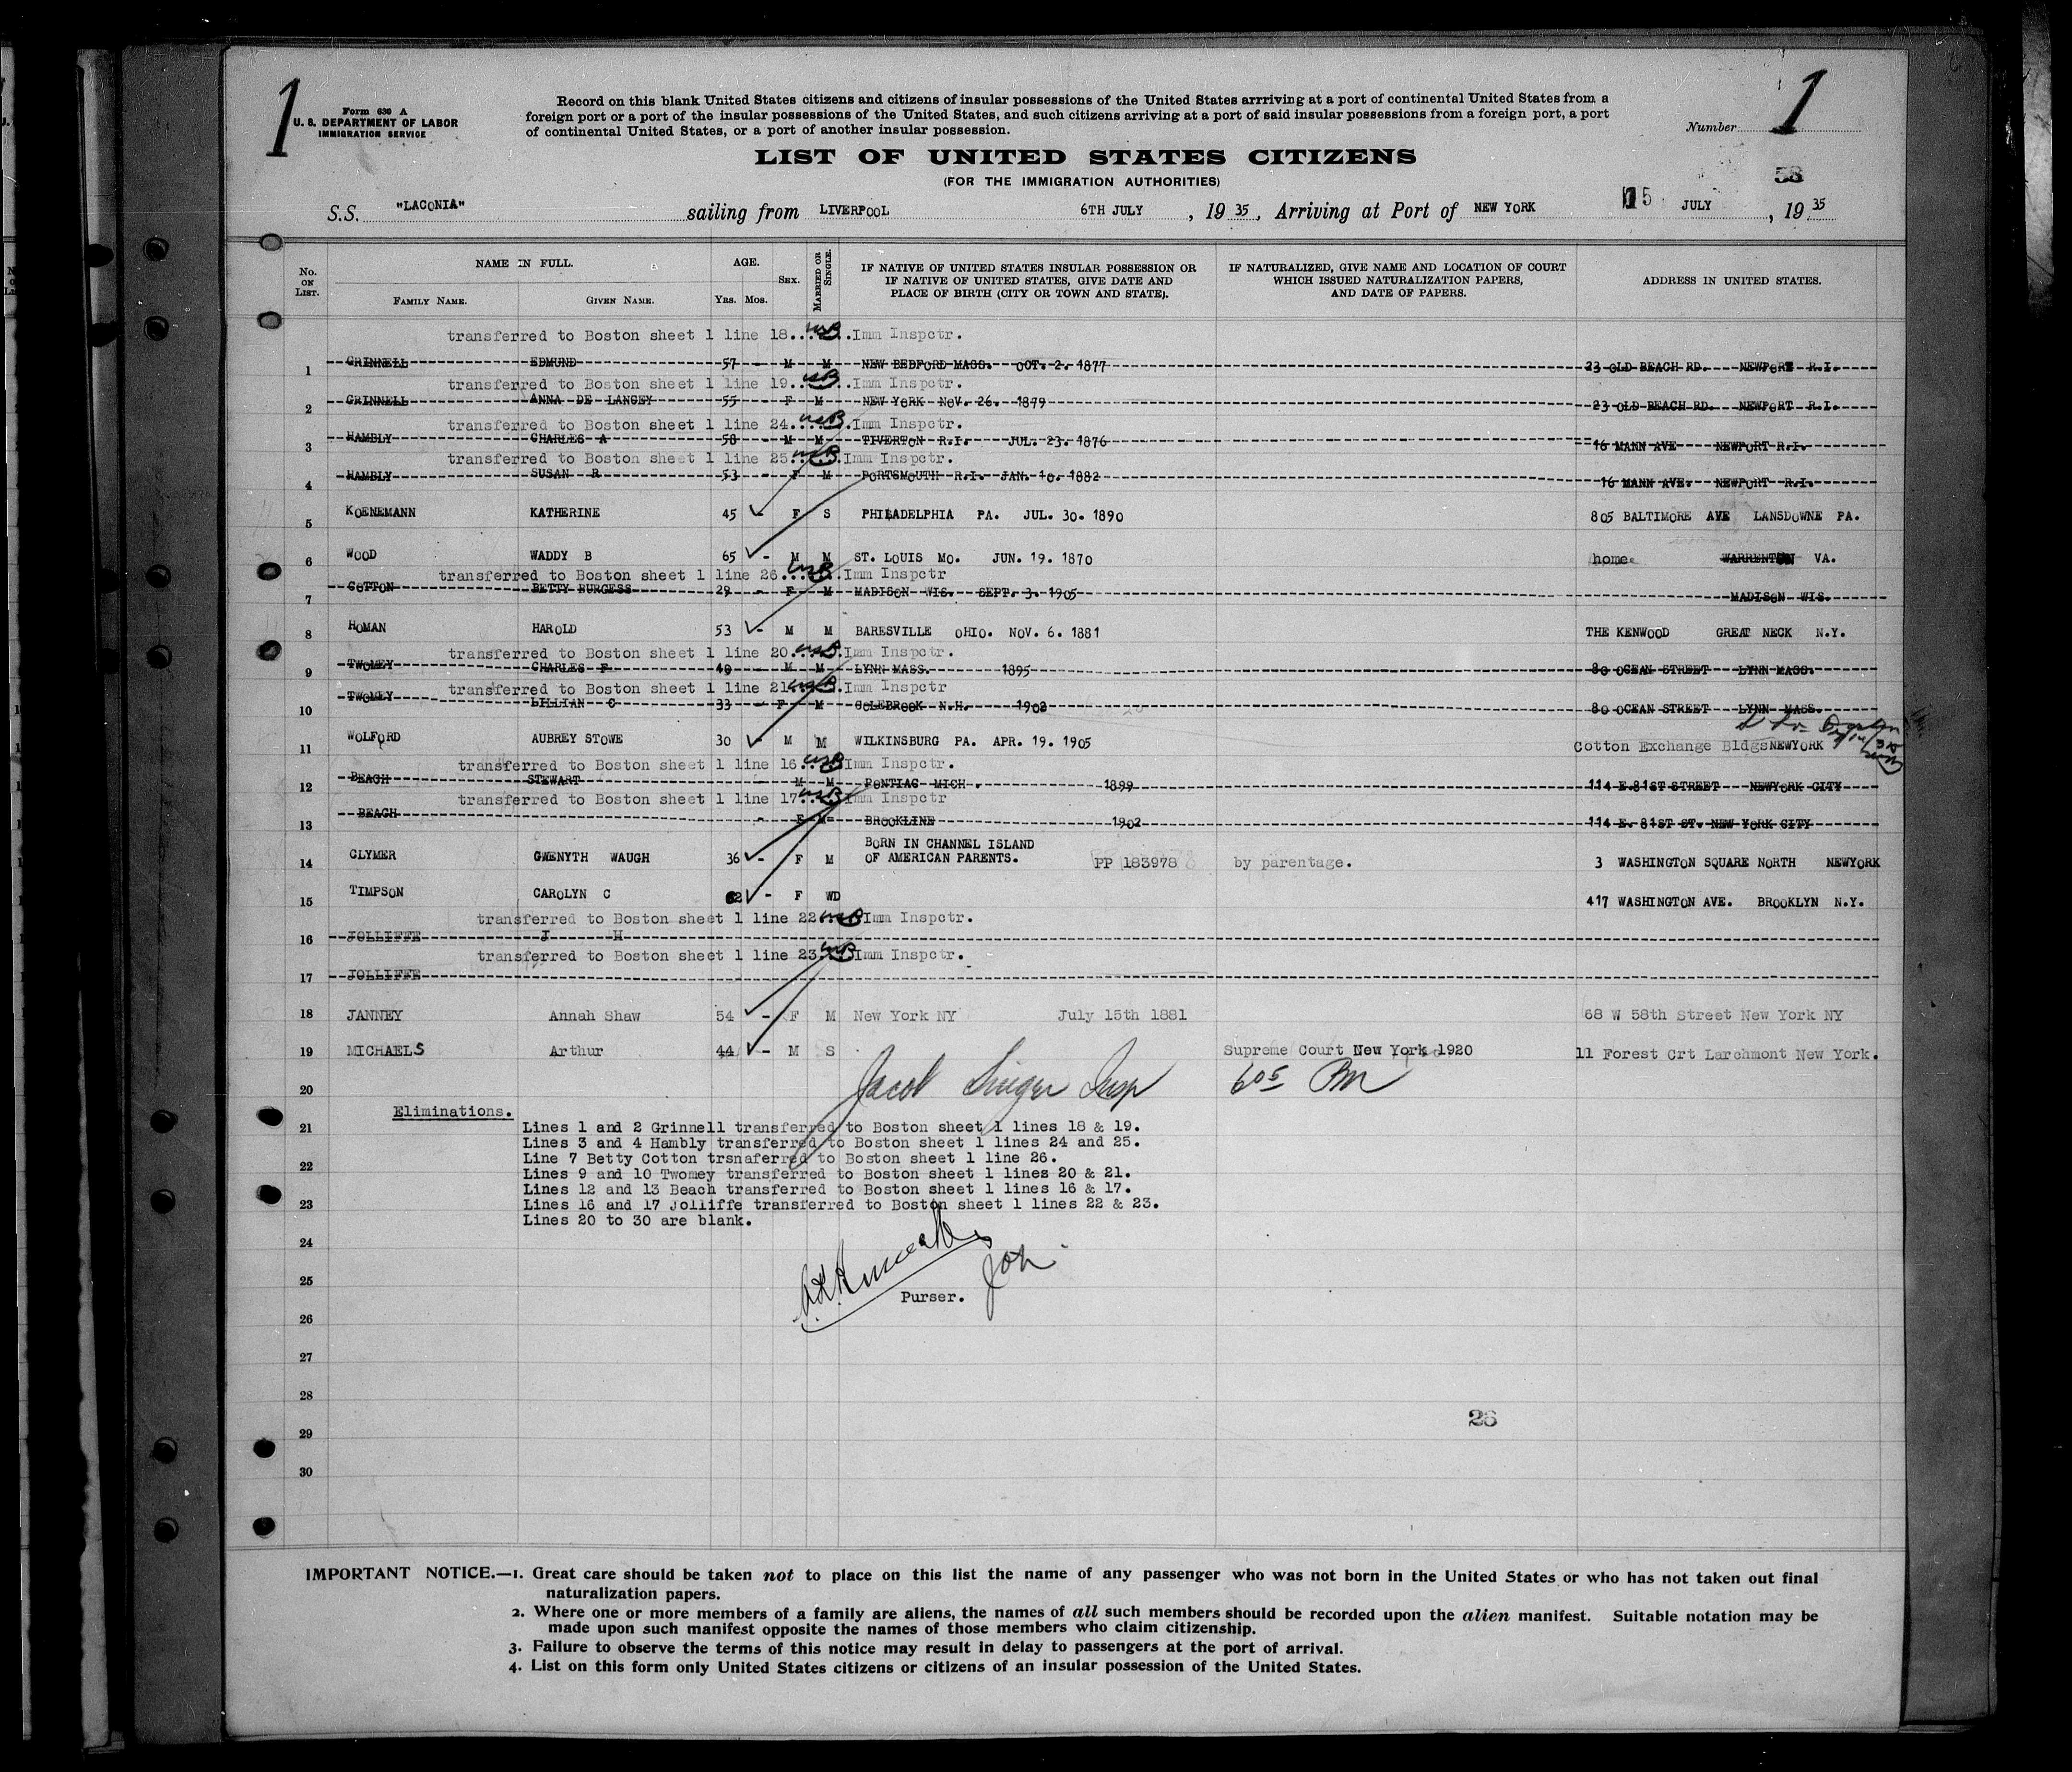 1
Form 630 A
U. S. DEPARTMENT OF LABOR
IMMIGRATION SERVICE
Record on this blank United States citizens and citizens of insular possessions of the United States arrriving at a port of continental United States from a
foreign port or a port of the insular possessions of the United States, and such citizens arriving at a port of said insular possessions from a foreign port, a port
of continental United States, or a port of another insular possession.
Number 1
LIST OF UNITED STATES CITIZENS
(FOR THE IMMIGRATION AUTHORITIES)
58
S.S. "LACONIA" sailing from LIVERPOOL 6TH JULY, 19 35, Arriving at Port of NEW YORK 15 JULY, 19 35
No. ON LIST. NAME IN FULL. FAMILY NAME. GIVEN NAME. AGE. Yrs. Mos. SEX. MARRIED OR SINGLE. IF NATIVE OF UNITED STATES INSULAR POSSESSION OR IF NATIVE OF UNITED STATES, GIVE DATE AND PLACE OF BIRTH (CITY OR TOWN AND STATE). IF NATURALIZED, GIVE NAME AND LOCATION OF COURT WHICH ISSUED NATURALIZATION PAPERS, AND DATE OF PAPERS. ADDRESS IN UNITED STATES.
transferred to Boston sheet 1 line 18.. Imm Inspctr.
1 GRINNELL EDMUND 57 - M M NEW BEDFORD MASS. OCT. 2. 1877 23 OLD BEACH RD. NEWPORT R.I.
transferred to Boston sheet 1 line 19.. Imm Inspctr.
2 GRINNELL ANNA DE LANCEY 55 - F M NEW YORK NOV. 26. 1879 23 OLD BEACH RD. NEWPORT R.I.
transferred to Boston sheet 1 line 24.. Imm Inspctr.
3 HAMBLY CHARLES A 58 - M M TIVERTON R.I. JUL. 23. 1876 16 MANN AVE NEWPORT R.I.
transferred to Boston sheet 1 line 25.. Imm Inspctr.
4 HAMBLY SUSAN R 53 - F M PORTSMOUTH R.I. JAN. 10. 1882 16 MANN AVE. NEWPORT R.I.
5 KOENEMANN KATHERINE 45 - F S PHILADELPHIA PA. JUL. 30. 1890 805 BALTIMORE AVE LANSDOWNE PA.
6 WOOD WADDY B 65 - M M ST. LOUIS MO. JUN. 19. 1870 home WARRENTON VA.
transferred to Boston sheet 1 line 26.. Imm Inspctr
7 COTTON BETTY BURGESS 29 - F M MADISON WIS. SEPT. 3. 1905 MADISON WIS.
8 HOMAN HAROLD 53 - M M BARESVILLE OHIO. NOV. 6. 1881 THE KENWOOD GREAT NECK N.Y.
transferred to Boston sheet 1 line 20.. Imm Inspctr.
9 TWOMEY CHARLES F 40 - M M LYNN MASS. 1895 80 OCEAN STREET LYNN MASS.
transferred to Boston sheet 1 line 21.. Imm Inspctr
10 TWOMEY LILLIAN C 33 - F M COLEBROOK N.H. 1902 80 OCEAN STREET LYNN MASS.
11 WOLFORD AUBREY STOWE 30 - M M WILKINSBURG PA. APR. 19. 1905 Cotton Exchange Bldgs NEWYORK
transferred to Boston sheet 1 line 16.. Imm Inspctr.
12 BEACH STEWART - M M PONTIAC MICH. 1899 114 E.81ST STREET NEWYORK CITY
transferred to Boston sheet 1 line 17.. Imm Inspctr
13 BEACH - F M BROOKLINE 1902 114 E. 81ST ST. NEW YORK CITY
14 CLYMER GWENYTH WAUGH 36 - F M BORN IN CHANNEL ISLAND OF AMERICAN PARENTS. PP 183978 by parentage. 3 WASHINGTON SQUARE NORTH NEWYORK
15 TIMPSON CAROLYN C 62 - F WD 417 WASHINGTON AVE. BROOKLYN N.Y.
transferred to Boston sheet 1 line 22.. Imm Inspctr.
16 JOLLIFFE J H
transferred to Boston sheet 1 line 23.. Imm Inspctr.
17 JOLLIFFE
18 JANNEY Annah Shaw 54 - F M New York NY July 15th 1881 68 W 58th Street New York NY
19 MICHAELS Arthur 44 - M S Supreme Court New York 1920 11 Forest Crt Larchmont New York.
20 Jacob Singer Insp 605 PM
Eliminations.
21 Lines 1 and 2 Grinnell transferred to Boston sheet 1 lines 18 & 19.
Lines 3 and 4 Hambly transferred to Boston sheet 1 lines 24 and 25.
Line 7 Betty Cotton trsnaferred to Boston sheet 1 line 26.
22 Lines 9 and 10 Twomey transferred to Boston sheet 1 lines 20 & 21.
Lines 12 and 13 Beach transferred to Boston sheet 1 lines 16 & 17.
23 Lines 16 and 17 Jolliffe transferred to Boston sheet 1 lines 22 & 23.
Lines 20 to 30 are blank.
24
25
Purser.
26
27
28
26
29
30
IMPORTANT NOTICE.—1. Great care should be taken not to place on this list the name of any passenger who was not born in the United States or who has not taken out final
naturalization papers.
2. Where one or more members of a family are aliens, the names of all such members should be recorded upon the alien manifest. Suitable notation may be
made upon such manifest opposite the names of those members who claim citizenship.
3. Failure to observe the terms of this notice may result in delay to passengers at the port of arrival.
4. List on this form only United States citizens or citizens of an insular possession of the United States.